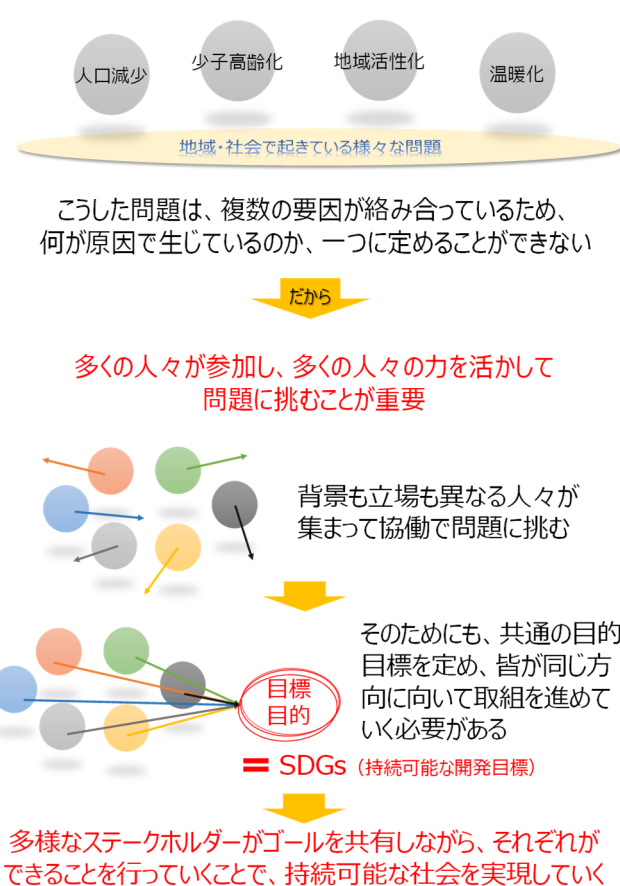 人口減少
少子高齢化
地域活性化
温暖化
地域・社会で起きている様々な問題
こうした問題は、複数の要因が絡み合っているため、
何が原因で生じているのか、一つに定めることができない
だから
多くの人々が参加し、多くの人々の力を活かして
問題に挑むことが重要
背景も立場も異なる人々が
集まって協働で問題に挑む
そのためにも、共通の目的
目標を定め、皆が同じ方
向に向いて取組を進めて
いく必要がある
目標
目的
= SDGs（持続可能な開発目標）
多様なステークホルダーがゴールを共有しながら、それぞれが
できることを行っていくことで、持続可能な社会を実現していく